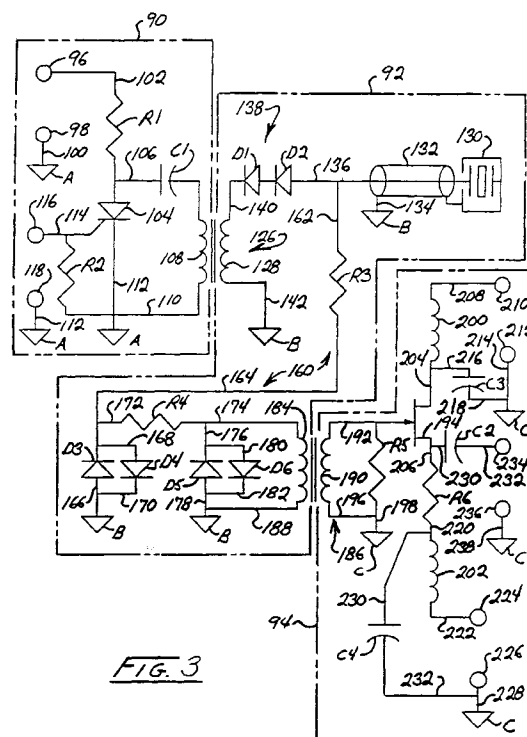 90
92
96
102
138
130
R1
98
100
A
106
C1
D1
D2
136
132
116
114
104
140
162
134
B
118
R2
112
108
126
128
R3
112
110
142
208
210
A
A
B
200
212
160
204
216
214
164
C3
172
R4
174
184
218
194
C
168
176
180
192
R5
C2
D3
D4
D6
190
206
230
234
232
D5
166
170
178
182
196
198
R6
236
B
B
188
186
C
220
238
C
202
230
94
224
222
C4
226
FIG. 3
232
228
C